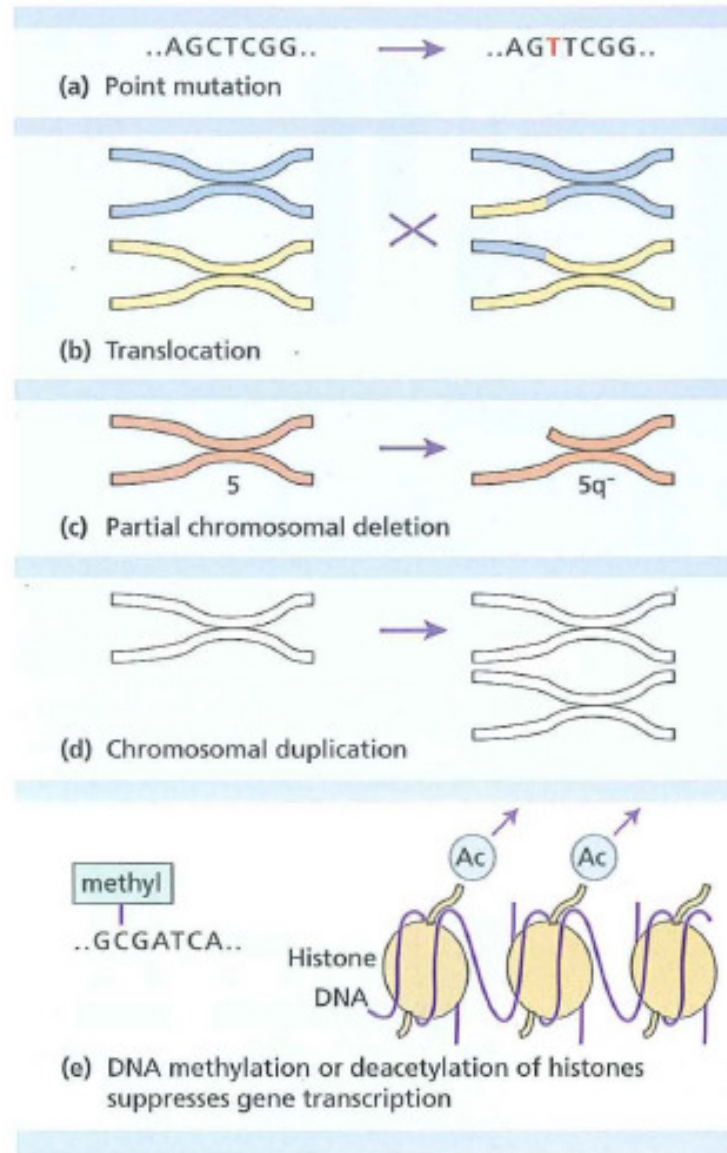 ..AGCTCGG.. ..AGTTCGG..
(a) Point mutation
(b) Translocation
5 5q⁻
(c) Partial chromosomal deletion
(d) Chromosomal duplication
Ac Ac
methyl
..GCGATCA..
Histone
DNA
(e) DNA methylation or deacetylation of histones
suppresses gene transcription